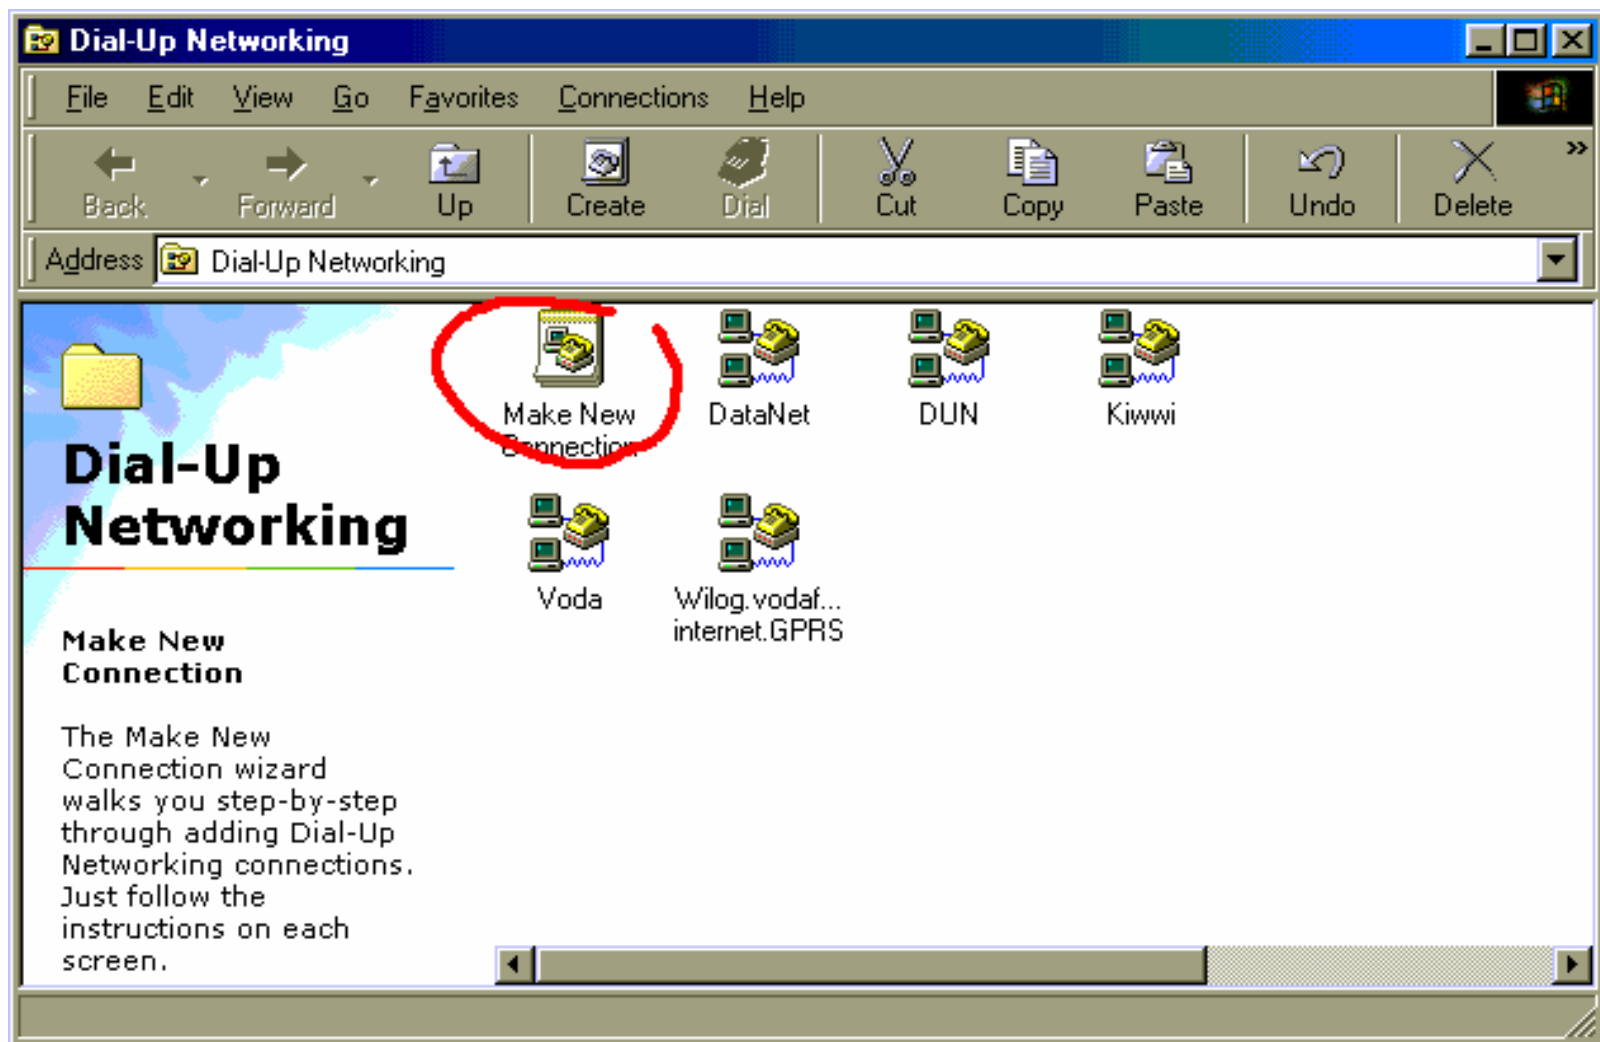 Dial-Up Networking
File Edit View Go Favorites Connections Help
Back Forward Up Create Dial Cut Copy Paste Undo Delete »
Address Dial-Up Networking
Dial-Up
Networking
Make New
Connection
The Make New
Connection wizard
walks you step-by-step
through adding Dial-Up
Networking connections.
Just follow the
instructions on each
screen.
Make New
Connection
DataNet
DUN
Kiwwi
Voda
Wilog.vodaf...
internet.GPRS